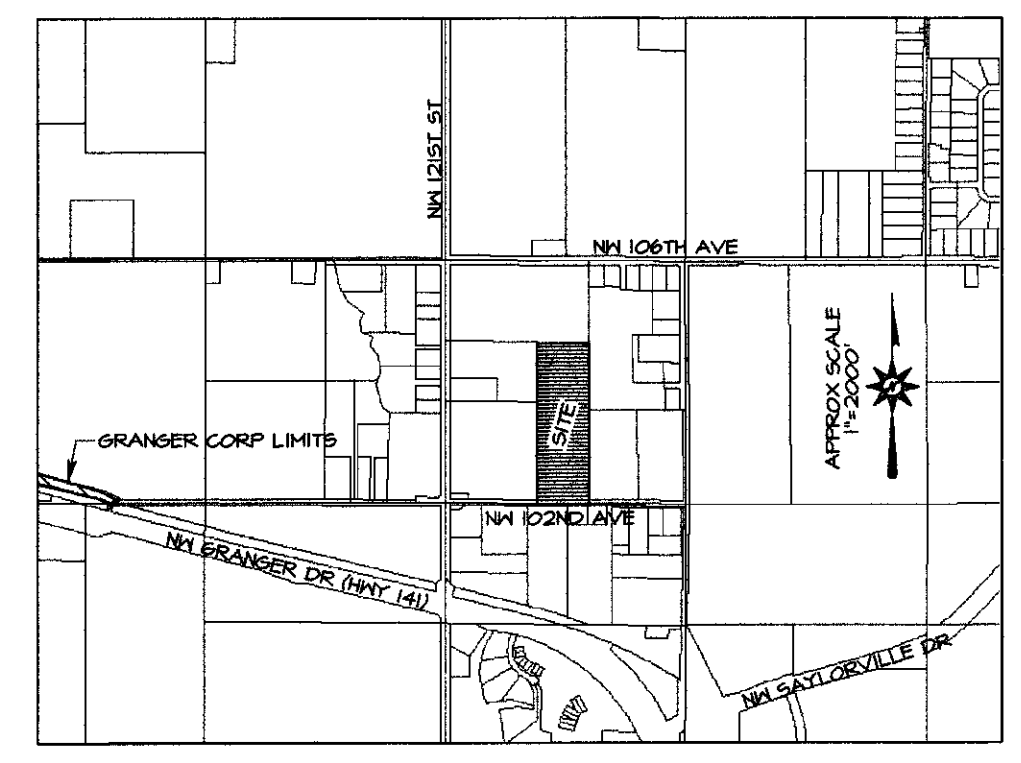 NW 121ST ST
NW 106TH AVE
APPROX SCALE
1"=2000'
N
SITE
GRANGER CORP LIMITS
NW 102ND AVE
NW GRANGER DR (HWY 141)
NW SAYLORVILLE DR